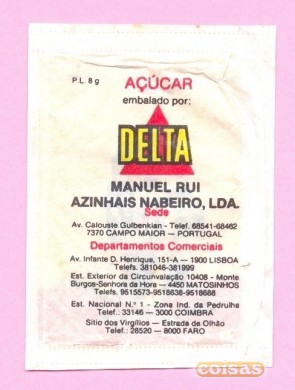 P.L. 8 g
AÇÚCAR
embalado por:
DELTA
MANUEL RUI
AZINHAIS NABEIRO, LDA.
Sede
Av. Calouste Gulbenkian - Telef. 68541-68462
7370 CAMPO MAIOR — PORTUGAL
Departamentos Comerciais
Av. Infante D. Henrique, 151-A — 1900 LISBOA
Telefs. 381046-381999
Est. Exterior da Circunvalação 10408 - Monte
Burgos-Senhora da Hora — 4450 MATOSINHOS
Telefs. 9515573-9518638-9518688
Est. Nacional N.º 1 - Zona Ind. da Pedrulha
Telef.: 33146 — 3000 COIMBRA
Sítio dos Virgílios — Estrada de Olhão
Telef.: 28520 — 8000 FARO
coisas